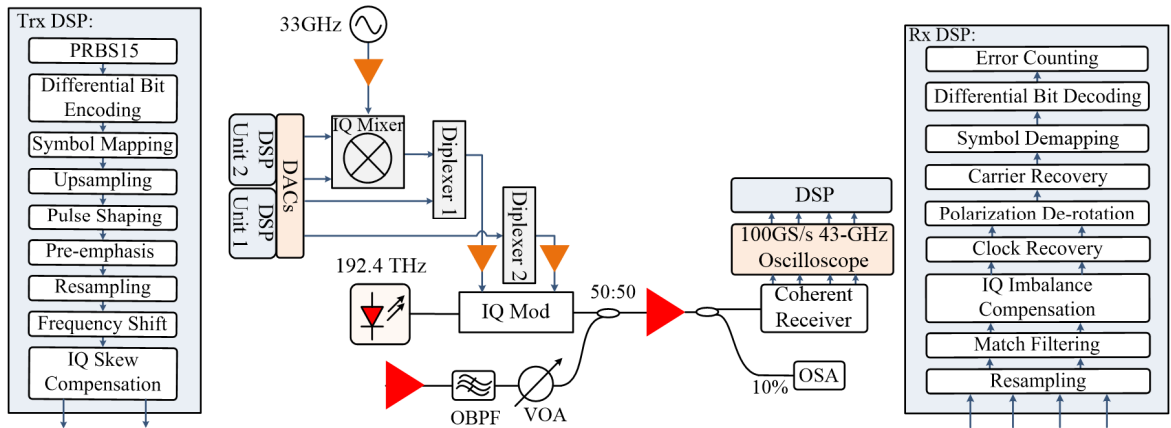 Trx DSP:
PRBS15
Differential Bit
Encoding
Symbol Mapping
Upsampling
Pulse Shaping
Pre-emphasis
Resampling
Frequency Shift
IQ Skew
Compensation
33GHz
DSP
Unit 2
DSP
Unit 1
DACs
IQ Mixer
Diplexer 1
Diplexer 2
192.4 THz
IQ Mod
50:50
OBPF
VOA
DSP
100GS/s 43-GHz
Oscilloscope
Coherent
Receiver
10%
OSA
Rx DSP:
Error Counting
Differential Bit Decoding
Symbol Demapping
Carrier Recovery
Polarization De-rotation
Clock Recovery
IQ Imbalance
Compensation
Match Filtering
Resampling